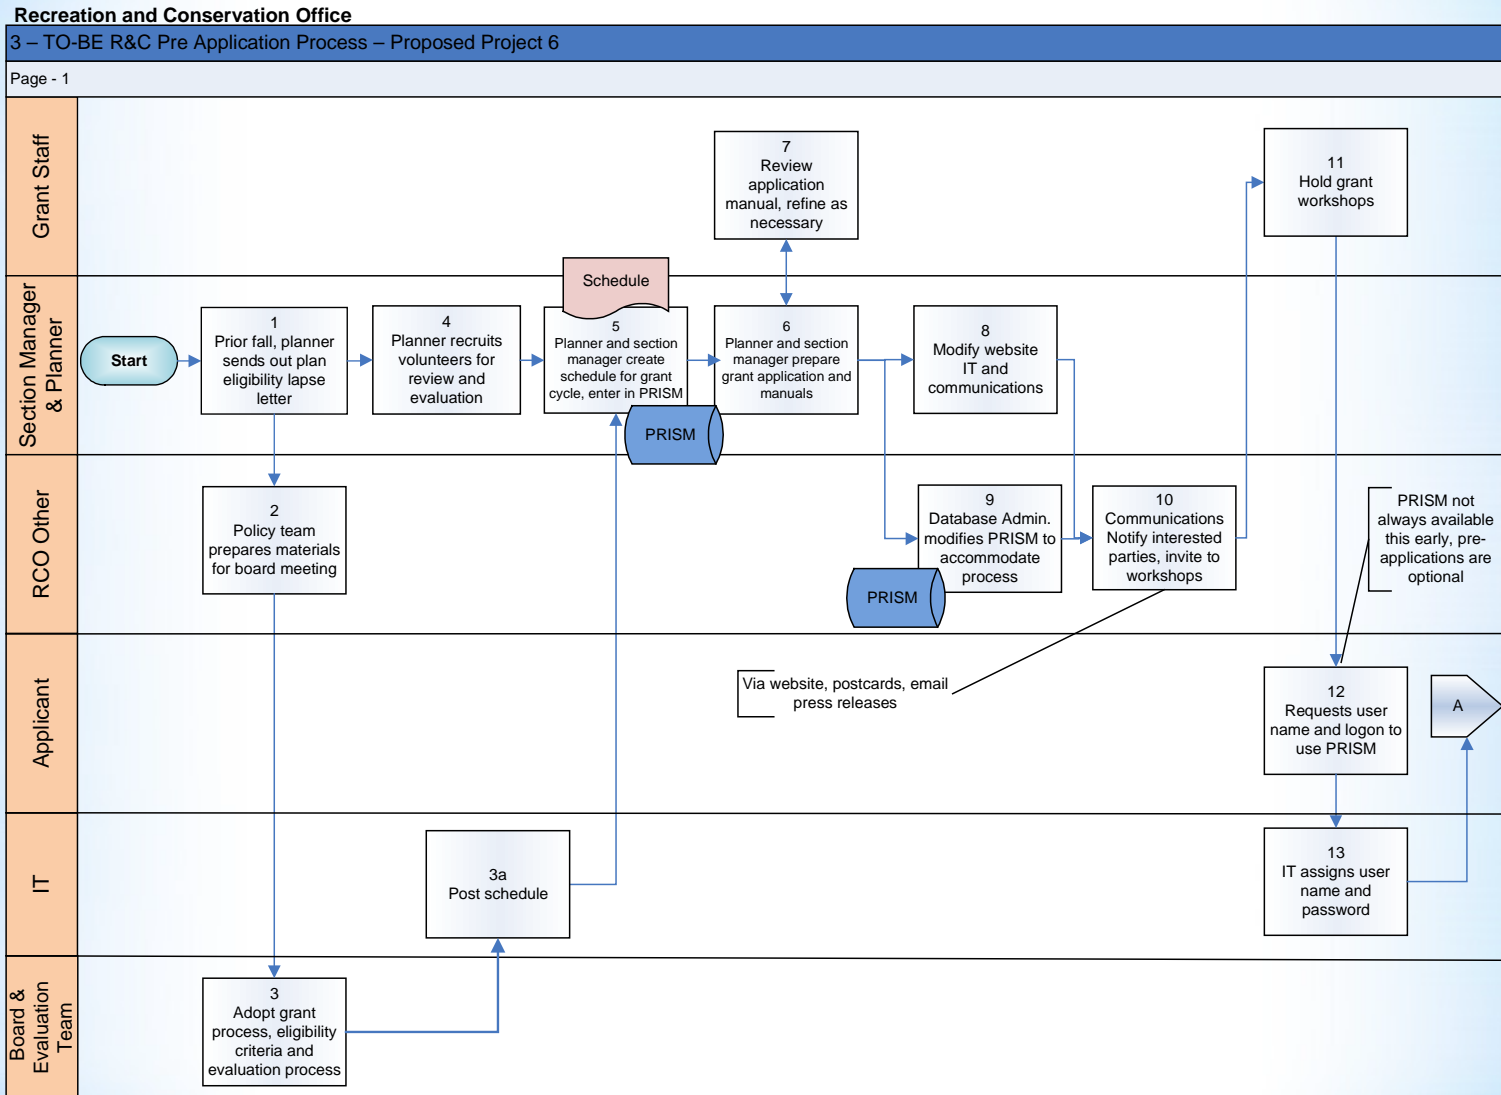 Recreation and Conservation Office
3 – TO-BE R&C Pre Application Process – Proposed Project 6
Page - 1
Grant Staff
7
Review
application
manual, refine as
necessary
11
Hold grant
workshops
Section Manager
& Planner
Start
1
Prior fall, planner
sends out plan
eligibility lapse
letter
4
Planner recruits
volunteers for
review and
evaluation
Schedule
5
Planner and section
manager create
schedule for grant
cycle, enter in PRISM
PRISM
6
Planner and section
manager prepare
grant application and
manuals
8
Modify website
IT and
communications
RCO Other
2
Policy team
prepares materials
for board meeting
9
Database Admin.
modifies PRISM to
accommodate
process
PRISM
10
Communications
Notify interested
parties, invite to
workshops
PRISM not
always available
this early, pre-
applications are
optional
Applicant
Via website, postcards, email
press releases
12
Requests user
name and logon to
use PRISM
A
IT
3a
Post schedule
13
IT assigns user
name and
password
Board &
Evaluation
Team
3
Adopt grant
process, eligibility
criteria and
evaluation process